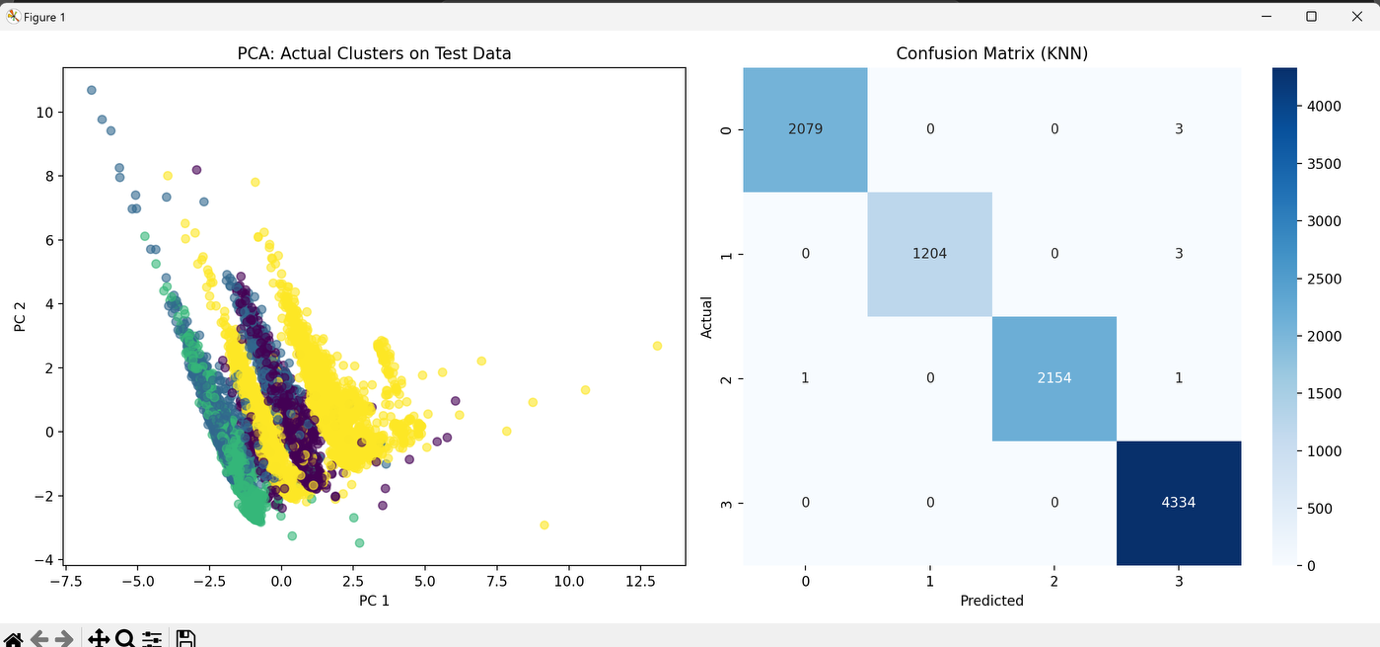 Figure 1
PCA: Actual Clusters on Test Data
10
8
6
4
2
0
−2
−4
PC 2
−7.5 −5.0 −2.5 0.0 2.5 5.0 7.5 10.0 12.5
PC 1
Confusion Matrix (KNN)
0 2079 0 0 3
1 0 1204 0 3
2 1 0 2154 1
3 0 0 0 4334
Actual
0 1 2 3
Predicted
4000
3500
3000
2500
2000
1500
1000
500
0